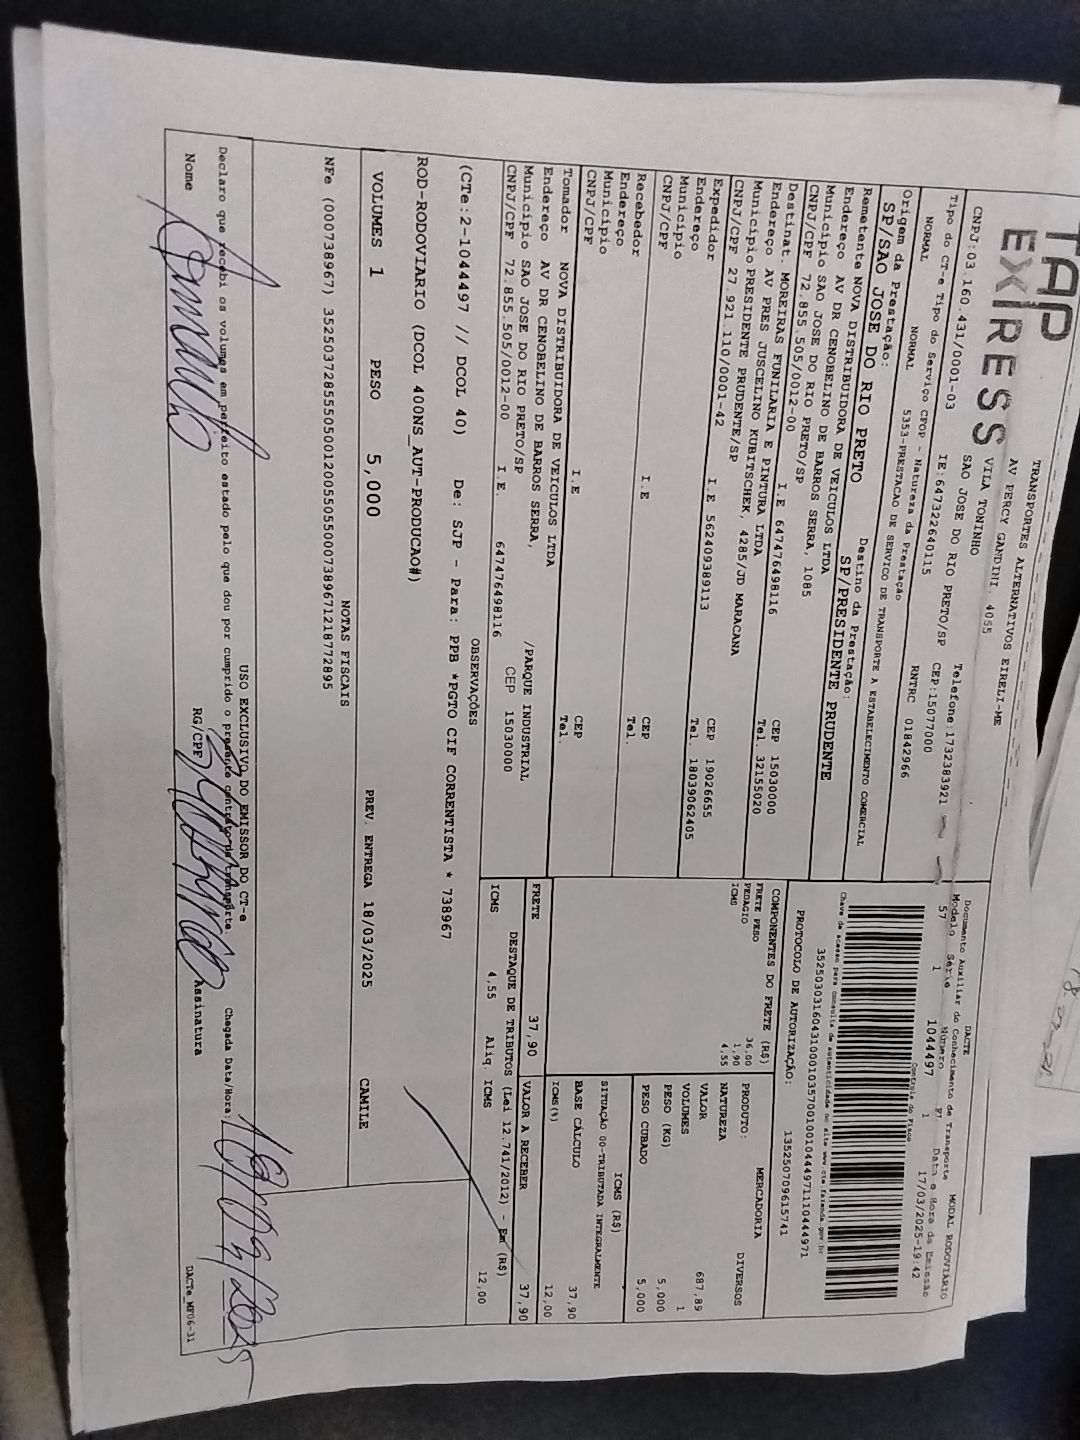 TAP
EXPRESS
TRANSPORTES ALTERNATIVOS EIRELI-ME
AV PERCY GANDINI, 4055
VILA TONINHO
SAO JOSE DO RIO PRETO/SP
CNPJ:03.160.431/0001-03 IE:647322640115
Telefone:1732383921
CEP:15077000
RNTRC 01842966
Tipo do CT-e Tipo do Serviço CFOP - Natureza da Prestação
NORMAL NORMAL 5353-PRESTACAO DE SERVICO DE TRANSPORTE A ESTABELECIMENTO COMERCIAL
Origem da Prestação: Destino da Prestação:
SP/SAO JOSE DO RIO PRETO SP/PRESIDENTE PRUDENTE
Remetente NOVA DISTRIBUIDORA DE VEICULOS LTDA
Endereço AV DR CENOBELINO DE BARROS SERRA, 1085
Município SAO JOSE DO RIO PRETO/SP CEP 15030000
CNPJ/CPF 72.855.505/0012-00 I.E 647476498116 Tel. 32155020
Destinat. MOREIRAS FUNILARIA E PINTURA LTDA
Endereço AV PRES JUSCELINO KUBITSCHEK, 4285/JD MARACANA
Município PRESIDENTE PRUDENTE/SP CEP 19026655
CNPJ/CPF 27.921.110/0001-42 I.E 562409389113 Tel. 18039062405
Expedidor
Endereço
Município CEP
CNPJ/CPF I.E Tel.
Recebedor
Endereço
Município CEP
CNPJ/CPF I.E Tel.
Tomador NOVA DISTRIBUIDORA DE VEICULOS LTDA
Endereço AV DR CENOBELINO DE BARROS SERRA, /PARQUE INDUSTRIAL
Município SAO JOSE DO RIO PRETO/SP CEP 15030000
CNPJ/CPF 72.855.505/0012-00 I.E. 647476498116
DACTE
Documento Auxiliar do Conhecimento de Transporte MODAL RODOVIÁRIO
Modelo Série Número Fl Data e Hora da Emissão
57 1 1044497 1 17/03/2025-19:42
Controle do Fisco
Chave de acesso para consulta de autenticidade no site www.cte.fazenda.gov.br
35250303160431000103570010010444971110444971
PROTOCOLO DE AUTORIZAÇÃO: 135250709615741
COMPONENTES DO FRETE (R$)
FRETE PESO 36,00
PEDAGIO 1,90
ICMS 4,55
PRODUTO: MERCADORIA
NATUREZA DIVERSOS
VALOR 687,89
VOLUMES 1
PESO (KG) 5,000
PESO CUBADO 5,000
ICMS (R$)
SITUAÇÃO 00-TRIBUTADA INTEGRALMENTE
BASE CÁLCULO 37,90
ICMS(%) 12,00
FRETE 37,90 VALOR A RECEBER 37,90
DESTAQUE DE TRIBUTOS (Lei 12.741/2012) - Em (R$)
ICMS 4,55 Aliq. ICMS 12,00
OBSERVAÇÕES
(CTe:2-1044497 // DCOL 40) De: SJP - Para: PPB *PGTO CIF CORRENTISTA * 738967
ROD-RODOVIARIO (DCOL 400NS_AUT-PRODUCAO#)
VOLUMES 1 PESO 5,000 PREV. ENTREGA 18/03/2025 CAMILE
NOTAS FISCAIS
NFe (000738967) 35250372855505001200550550007389671218772895
USO EXCLUSIVO DO EMISSOR DO CT-e
Declaro que recebi os volumes em perfeito estado pelo que dou por cumprido o presente contrato de transporte. Chegada Data/Hora:
18/03/2025
Nome RG/CPF Assinatura
DACTe_MF06-31